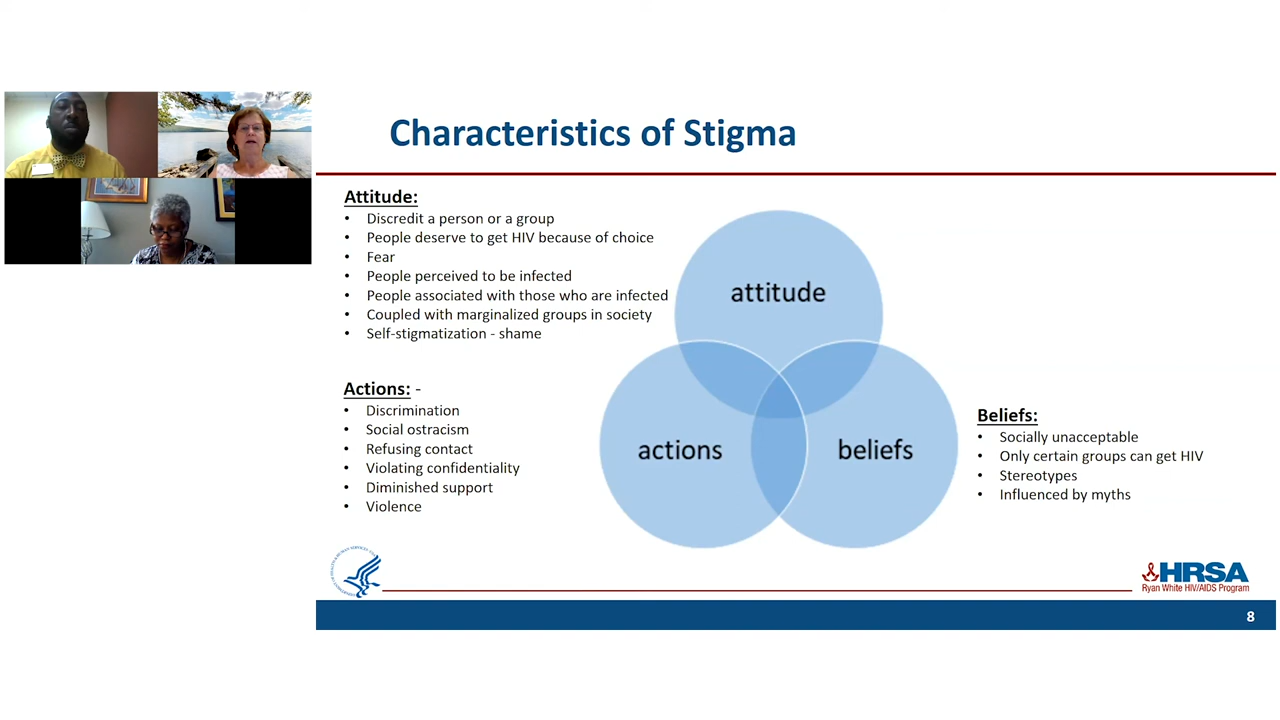 Characteristics of Stigma
Attitude:
• Discredit a person or a group
• People deserve to get HIV because of choice
• Fear
• People perceived to be infected
• People associated with those who are infected
• Coupled with marginalized groups in society
• Self-stigmatization - shame
Actions: -
• Discrimination
• Social ostracism
• Refusing contact
• Violating confidentiality
• Diminished support
• Violence
attitude
actions
beliefs
Beliefs:
• Socially unacceptable
• Only certain groups can get HIV
• Stereotypes
• Influenced by myths
HRSA
Ryan White HIV/AIDS Program
8